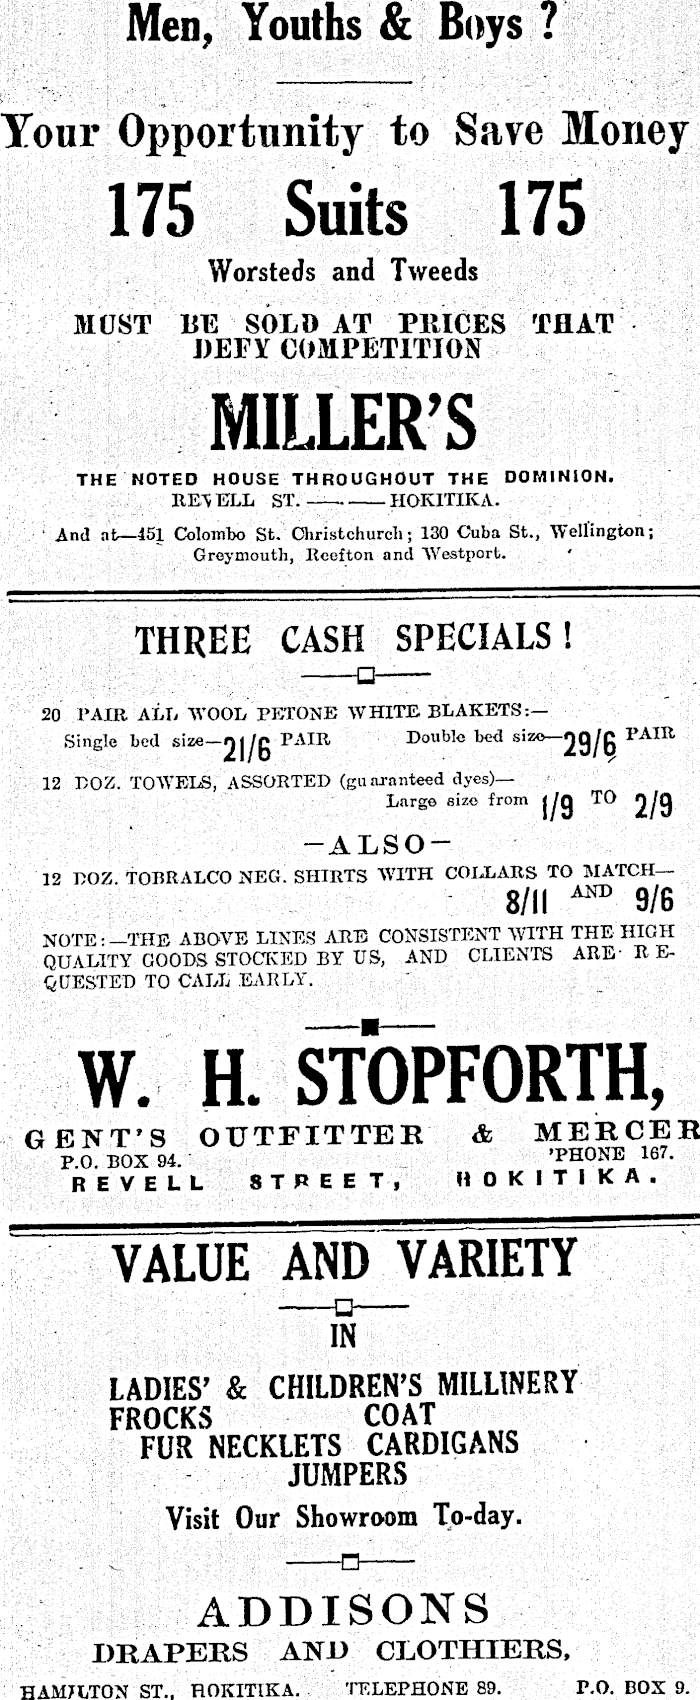 Men, Youths & Boys ?
Your Opportunity to Save Money
175 Suits 175
Worsteds and Tweeds
MUST BE SOLD AT PRICES THAT
DEFY COMPETITION
MILLER'S
THE NOTED HOUSE THROUGHOUT THE DOMINION.
REVELL ST. —— —— HOKITIKA.
And at—451 Colombo St. Christchurch; 130 Cuba St., Wellington;
Greymouth, Reefton and Westport.
THREE CASH SPECIALS!
20 PAIR ALL WOOL PETONE WHITE BLAKETS:—
Single bed size—21/6 PAIR Double bed size—29/6 PAIR
12 DOZ. TOWELS, ASSORTED (guaranteed dyes)—
Large size from 1/9 TO 2/9
—ALSO—
12 DOZ. TOBRALCO NEG. SHIRTS WITH COLLARS TO MATCH—
8/11 AND 9/6
NOTE:—THE ABOVE LINES ARE CONSISTENT WITH THE HIGH
QUALITY GOODS STOCKED BY US, AND CLIENTS ARE RE-
QUESTED TO CALL EARLY.
W. H. STOPFORTH,
GENT'S OUTFITTER & MERCER
P.O. BOX 94. 'PHONE 167.
REVELL STREET, HOKITIKA.
VALUE AND VARIETY
IN
LADIES' & CHILDREN'S MILLINERY
FROCKS COAT
FUR NECKLETS CARDIGANS
JUMPERS
Visit Our Showroom To-day.
ADDISONS
DRAPERS AND CLOTHIERS,
HAMILTON ST., HOKITIKA. TELEPHONE 89. P.O. BOX 9.